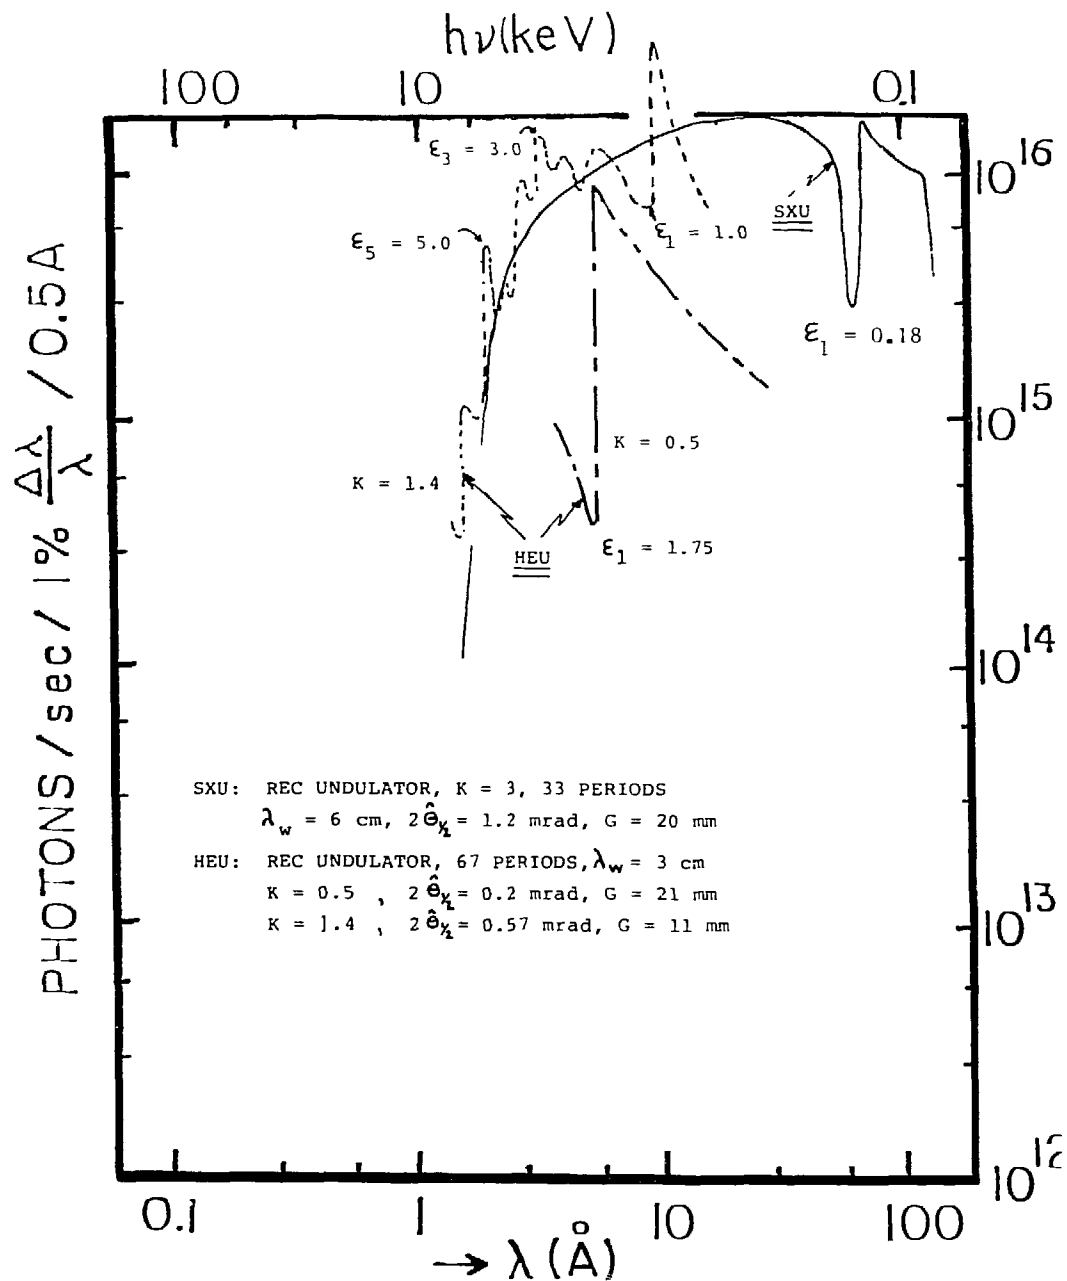 hν(keV)
100 10 0.1
ε3 = 3.0
10^16
SXU
ε1 = 1.0
ε5 = 5.0
ε1 = 0.18
PHOTONS/sec/1% Δλ/λ /0.5A
10^15
K = 0.5
K = 1.4
HEU
ε1 = 1.75
10^14
SXU: REC UNDULATOR, K = 3, 33 PERIODS
λw = 6 cm, 2θ̂½ = 1.2 mrad, G = 20 mm
HEU: REC UNDULATOR, 67 PERIODS, λw = 3 cm
K = 0.5 , 2θ̂½ = 0.2 mrad, G = 21 mm
K = 1.4 , 2θ̂½ = 0.57 mrad, G = 11 mm
10^13
10^12
0.1 1 10 100
→ λ (Å)